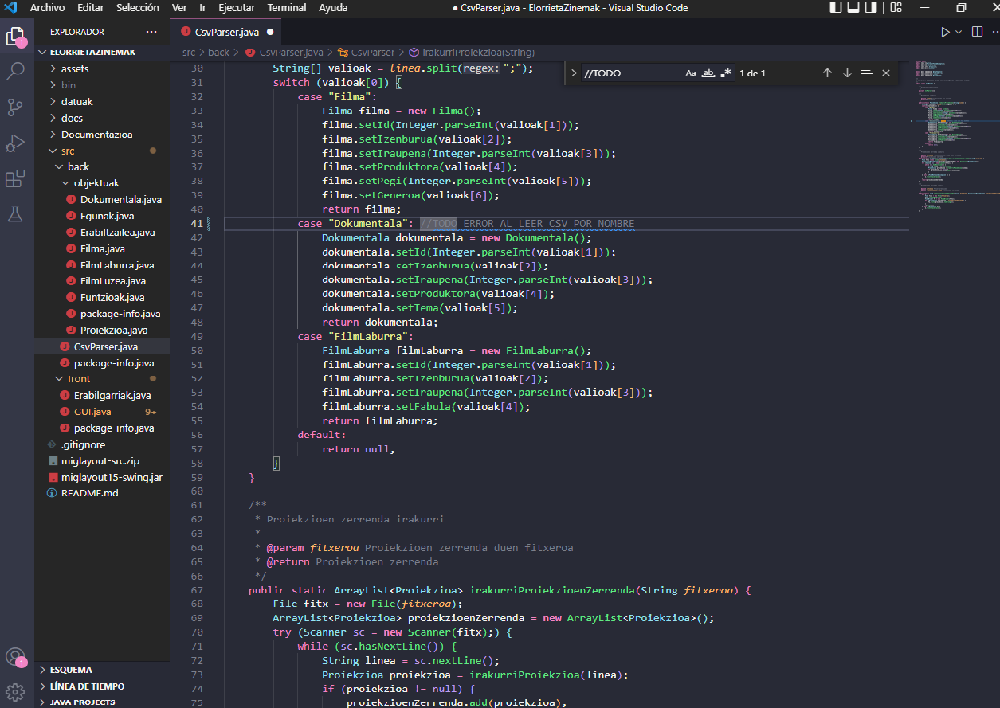 Archivo Editar Selección Ver Ir Ejecutar Terminal Ayuda
● CsvParser.java - ElorrietaZinemak - Visual Studio Code
EXPLORADOR ···
CsvParser.java ●
ELORRIETAZINEMAK
assets
bin
datuak
docs
Documentazioa
src
back
objektuak
Dokumentala.java
Egunak.java
Erabiltzailea.java
Filma.java
FilmLaburra.java
FilmLuzea.java
Funtzioak.java
package-info.java
Proiekzioa.java
CsvParser.java
package-info.java
front
Erabilgarriak.java
GUI.java 9+
package-info.java
.gitignore
miglayout-src.zip
miglayout15-swing.jar
README.md
ESQUEMA
LÍNEA DE TIEMPO
JAVA PROJECTS
1
1
src > back > CsvParser.java > CsvParser > irakurriProiekzioa(String)
//TODO Aa ab .* 1 de 1
30 String[] valioak = linea.split(regex:";");
31 switch (valioak[0]) {
32 case "Filma":
33 Filma filma = new Filma();
34 filma.setId(Integer.parseInt(valioak[1]));
35 filma.setIzenburua(valioak[2]);
36 filma.setIraupena(Integer.parseInt(valioak[3]));
37 filma.setProduktora(valioak[4]);
38 filma.setPegi(Integer.parseInt(valioak[5]));
39 filma.setGeneroa(valioak[6]);
40 return filma;
41 case "Dokumentala": //TODO ERROR AL LEER CSV POR NOMBRE
42 Dokumentala dokumentala = new Dokumentala();
43 dokumentala.setId(Integer.parseInt(valioak[1]));
44 dokumentala.setIzenburua(valioak[2]);
45 dokumentala.setIraupena(Integer.parseInt(valioak[3]));
46 dokumentala.setProduktora(valioak[4]);
47 dokumentala.setTema(valioak[5]);
48 return dokumentala;
49 case "FilmLaburra":
50 FilmLaburra filmLaburra = new FilmLaburra();
51 filmLaburra.setId(Integer.parseInt(valioak[1]));
52 filmLaburra.setIzenburua(valioak[2]);
53 filmLaburra.setIraupena(Integer.parseInt(valioak[3]));
54 filmLaburra.setFabula(valioak[4]);
55 return filmLaburra;
56 default:
57 return null;
58 }
59 }
60
61 /**
62 * Proiekzioen zerrenda irakurri
63 *
64 * @param fitxeroa Proiekzioen zerrenda duen fitxeroa
65 * @return Proiekzioen zerrenda
66 */
67 public static ArrayList<Proiekzioa> irakurriProiekzioenZerrenda(String fitxeroa) {
68 File fitx = new File(fitxeroa);
69 ArrayList<Proiekzioa> proiekzioenZerrenda = new ArrayList<Proiekzioa>();
70 try (Scanner sc = new Scanner(fitx);) {
71 while (sc.hasNextLine()) {
72 String linea = sc.nextLine();
73 Proiekzioa proiekzioa = irakurriProiekzioa(linea);
74 if (proiekzioa != null) {
75 proiekzioenZerrenda.add(proiekzioa);